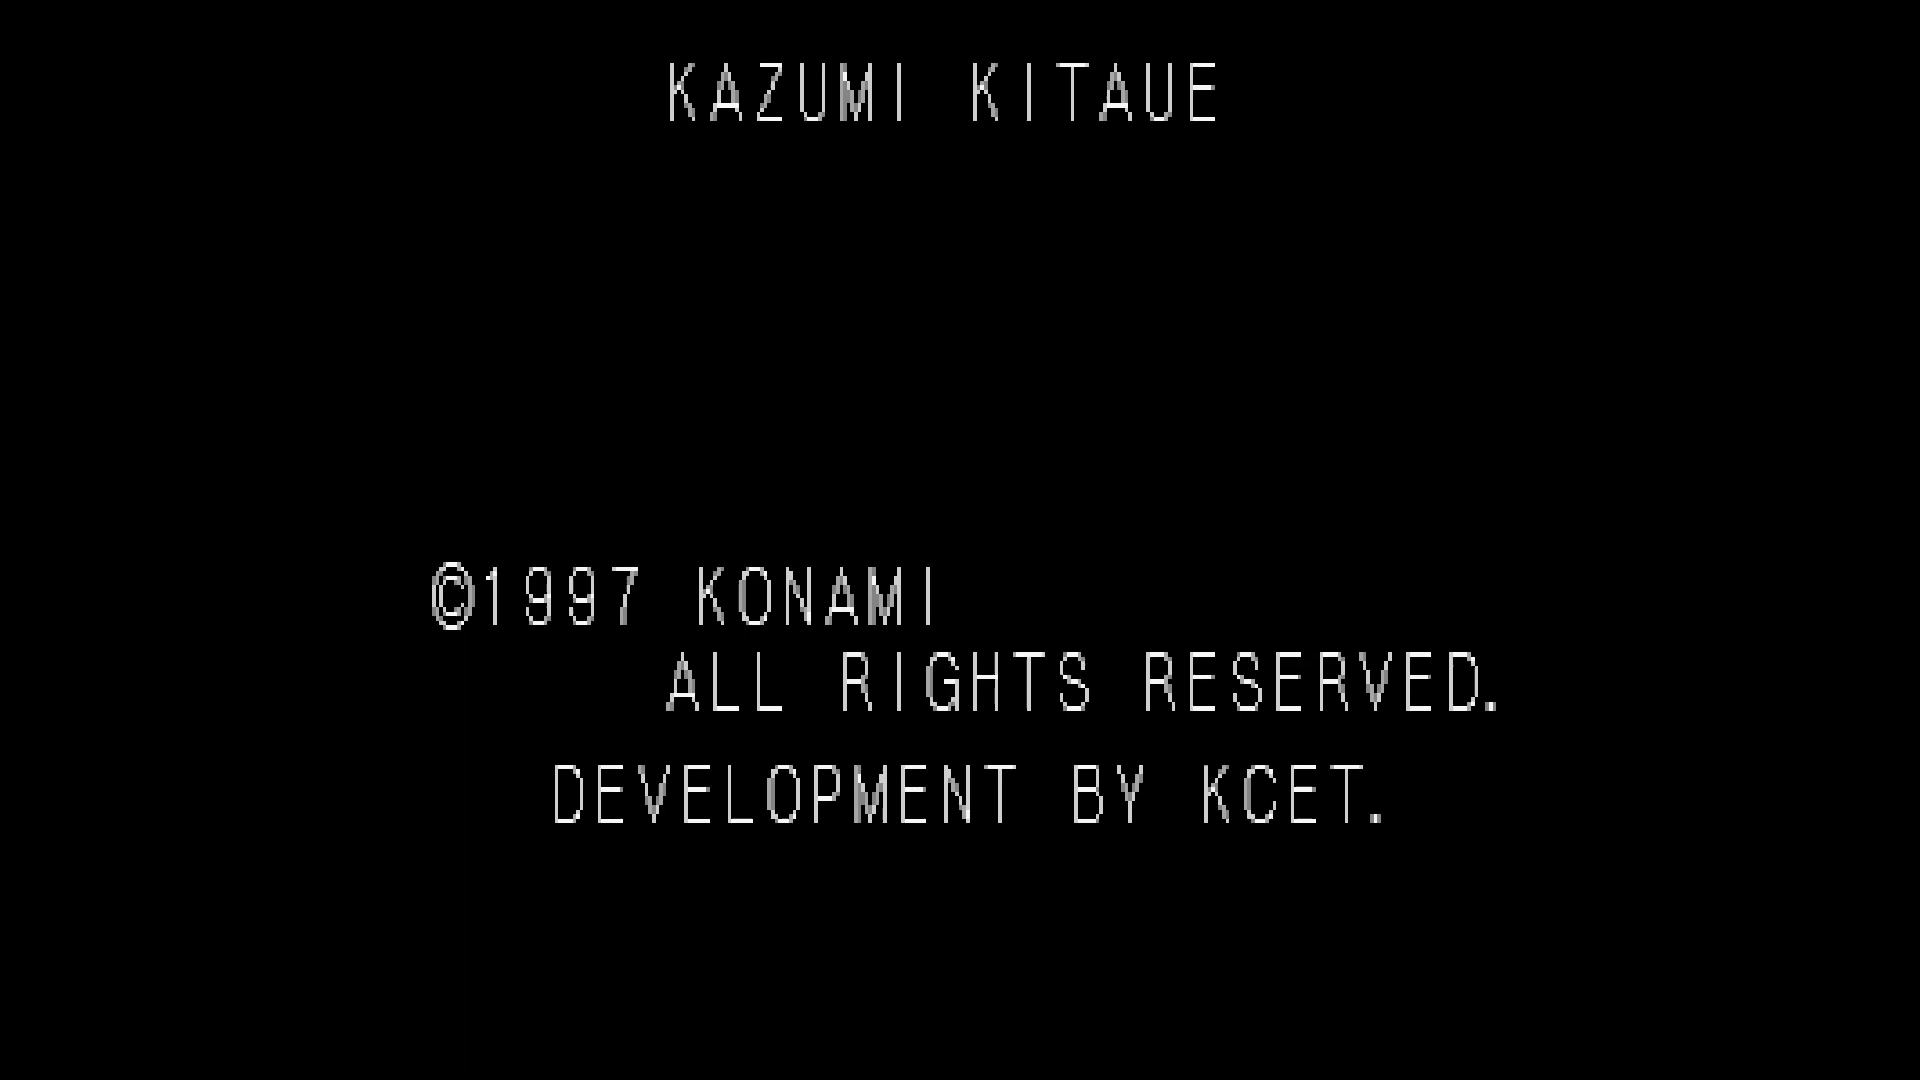 KAZUMI KITAUE
©1997 KONAMI
ALL RIGHTS RESERVED.
DEVELOPMENT BY KCET.